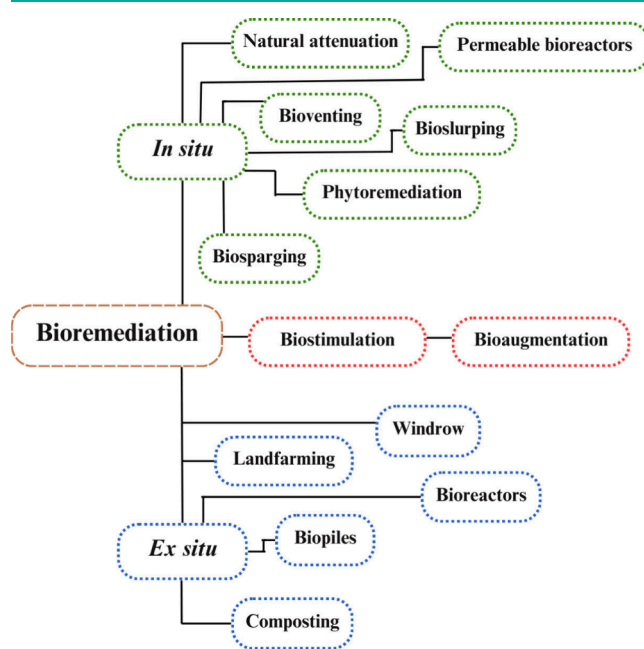 Natural attenuation
Permeable bioreactors
Bioventing
Bioslurping
In situ
Phytoremediation
Biosparging
Bioremediation
Biostimulation
Bioaugmentation
Windrow
Landfarming
Bioreactors
Ex situ
Biopiles
Composting